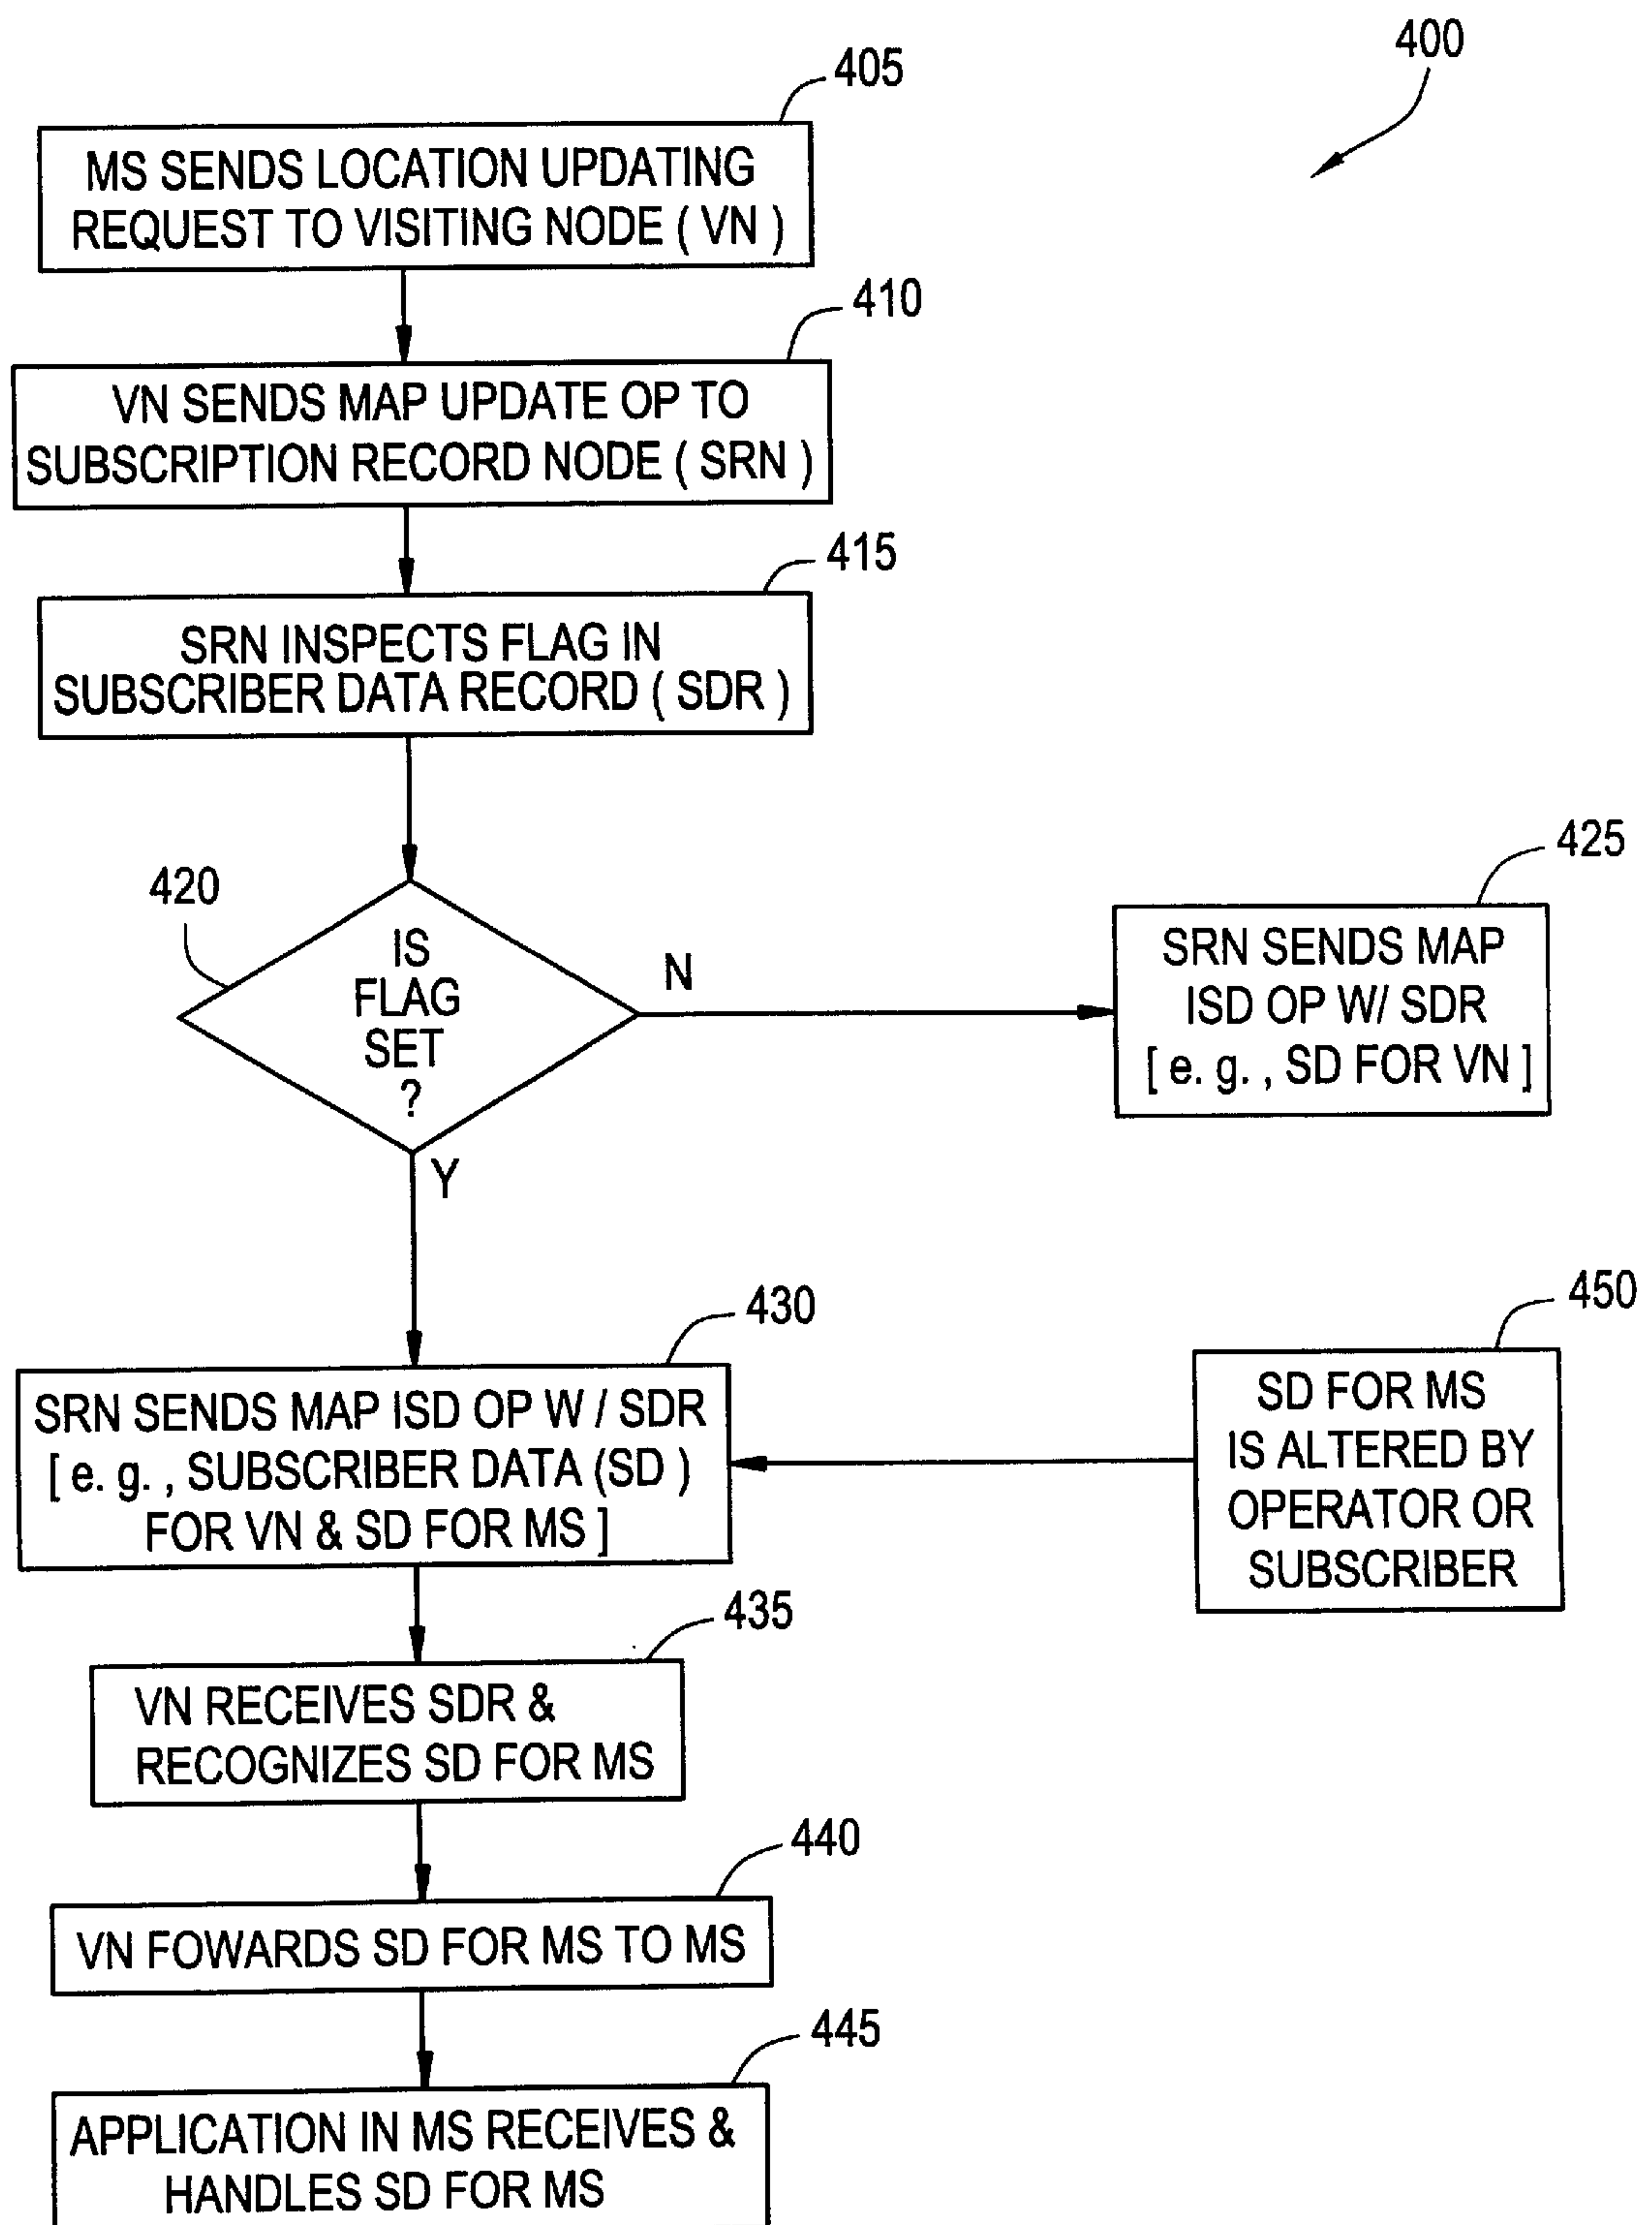 400
405
MS SENDS LOCATION UPDATING
REQUEST TO VISITING NODE ( VN )
410
VN SENDS MAP UPDATE OP TO
SUBSCRIPTION RECORD NODE ( SRN )
415
SRN INSPECTS FLAG IN
SUBSCRIBER DATA RECORD ( SDR )
420
IS
FLAG
SET
?
N
Y
425
SRN SENDS MAP
ISD OP W/ SDR
[ e. g. , SD FOR VN ]
430
SRN SENDS MAP ISD OP W / SDR
[ e. g. , SUBSCRIBER DATA (SD )
FOR VN & SD FOR MS ]
450
SD FOR MS
IS ALTERED BY
OPERATOR OR
SUBSCRIBER
435
VN RECEIVES SDR &
RECOGNIZES SD FOR MS
440
VN FOWARDS SD FOR MS TO MS
445
APPLICATION IN MS RECEIVES &
HANDLES SD FOR MS